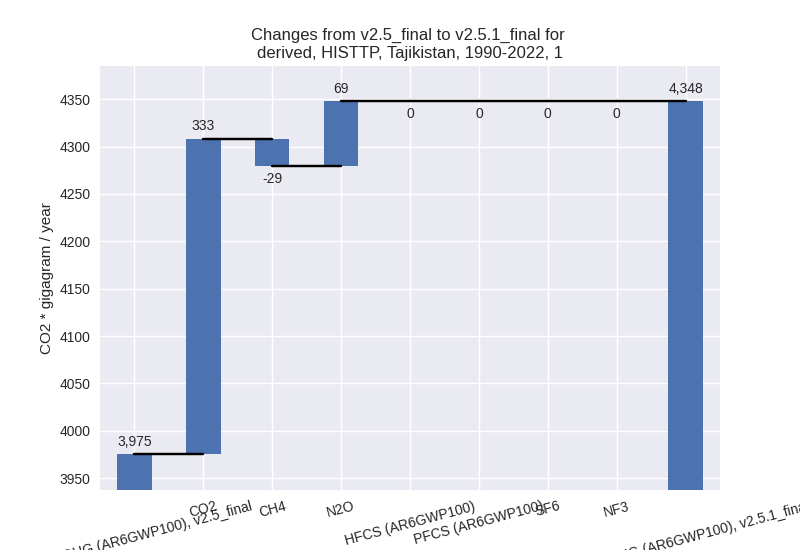 Changes from v2.5_final to v2.5.1_final for
derived, HISTTP, Tajikistan, 1990-2022, 1
CO2 * gigagram / year
4350
4300
4250
4200
4150
4100
4050
4000
3950
3,975
333
-29
69
0
0
0
0
4,348
(AR6GWP100), v2.5_final
CO2
CH4
N2O
HFCS (AR6GWP100)
PFCS (AR6GWP100)
SF6
NF3
(AR6GWP100), v2.5.1_fina